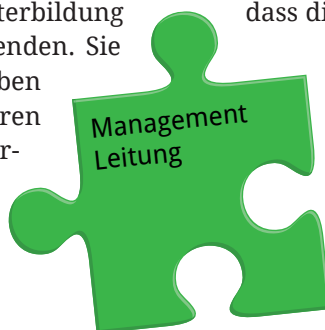 terbildung
enden. Sie
ben
ren
r-
dass di
Management
Leitung